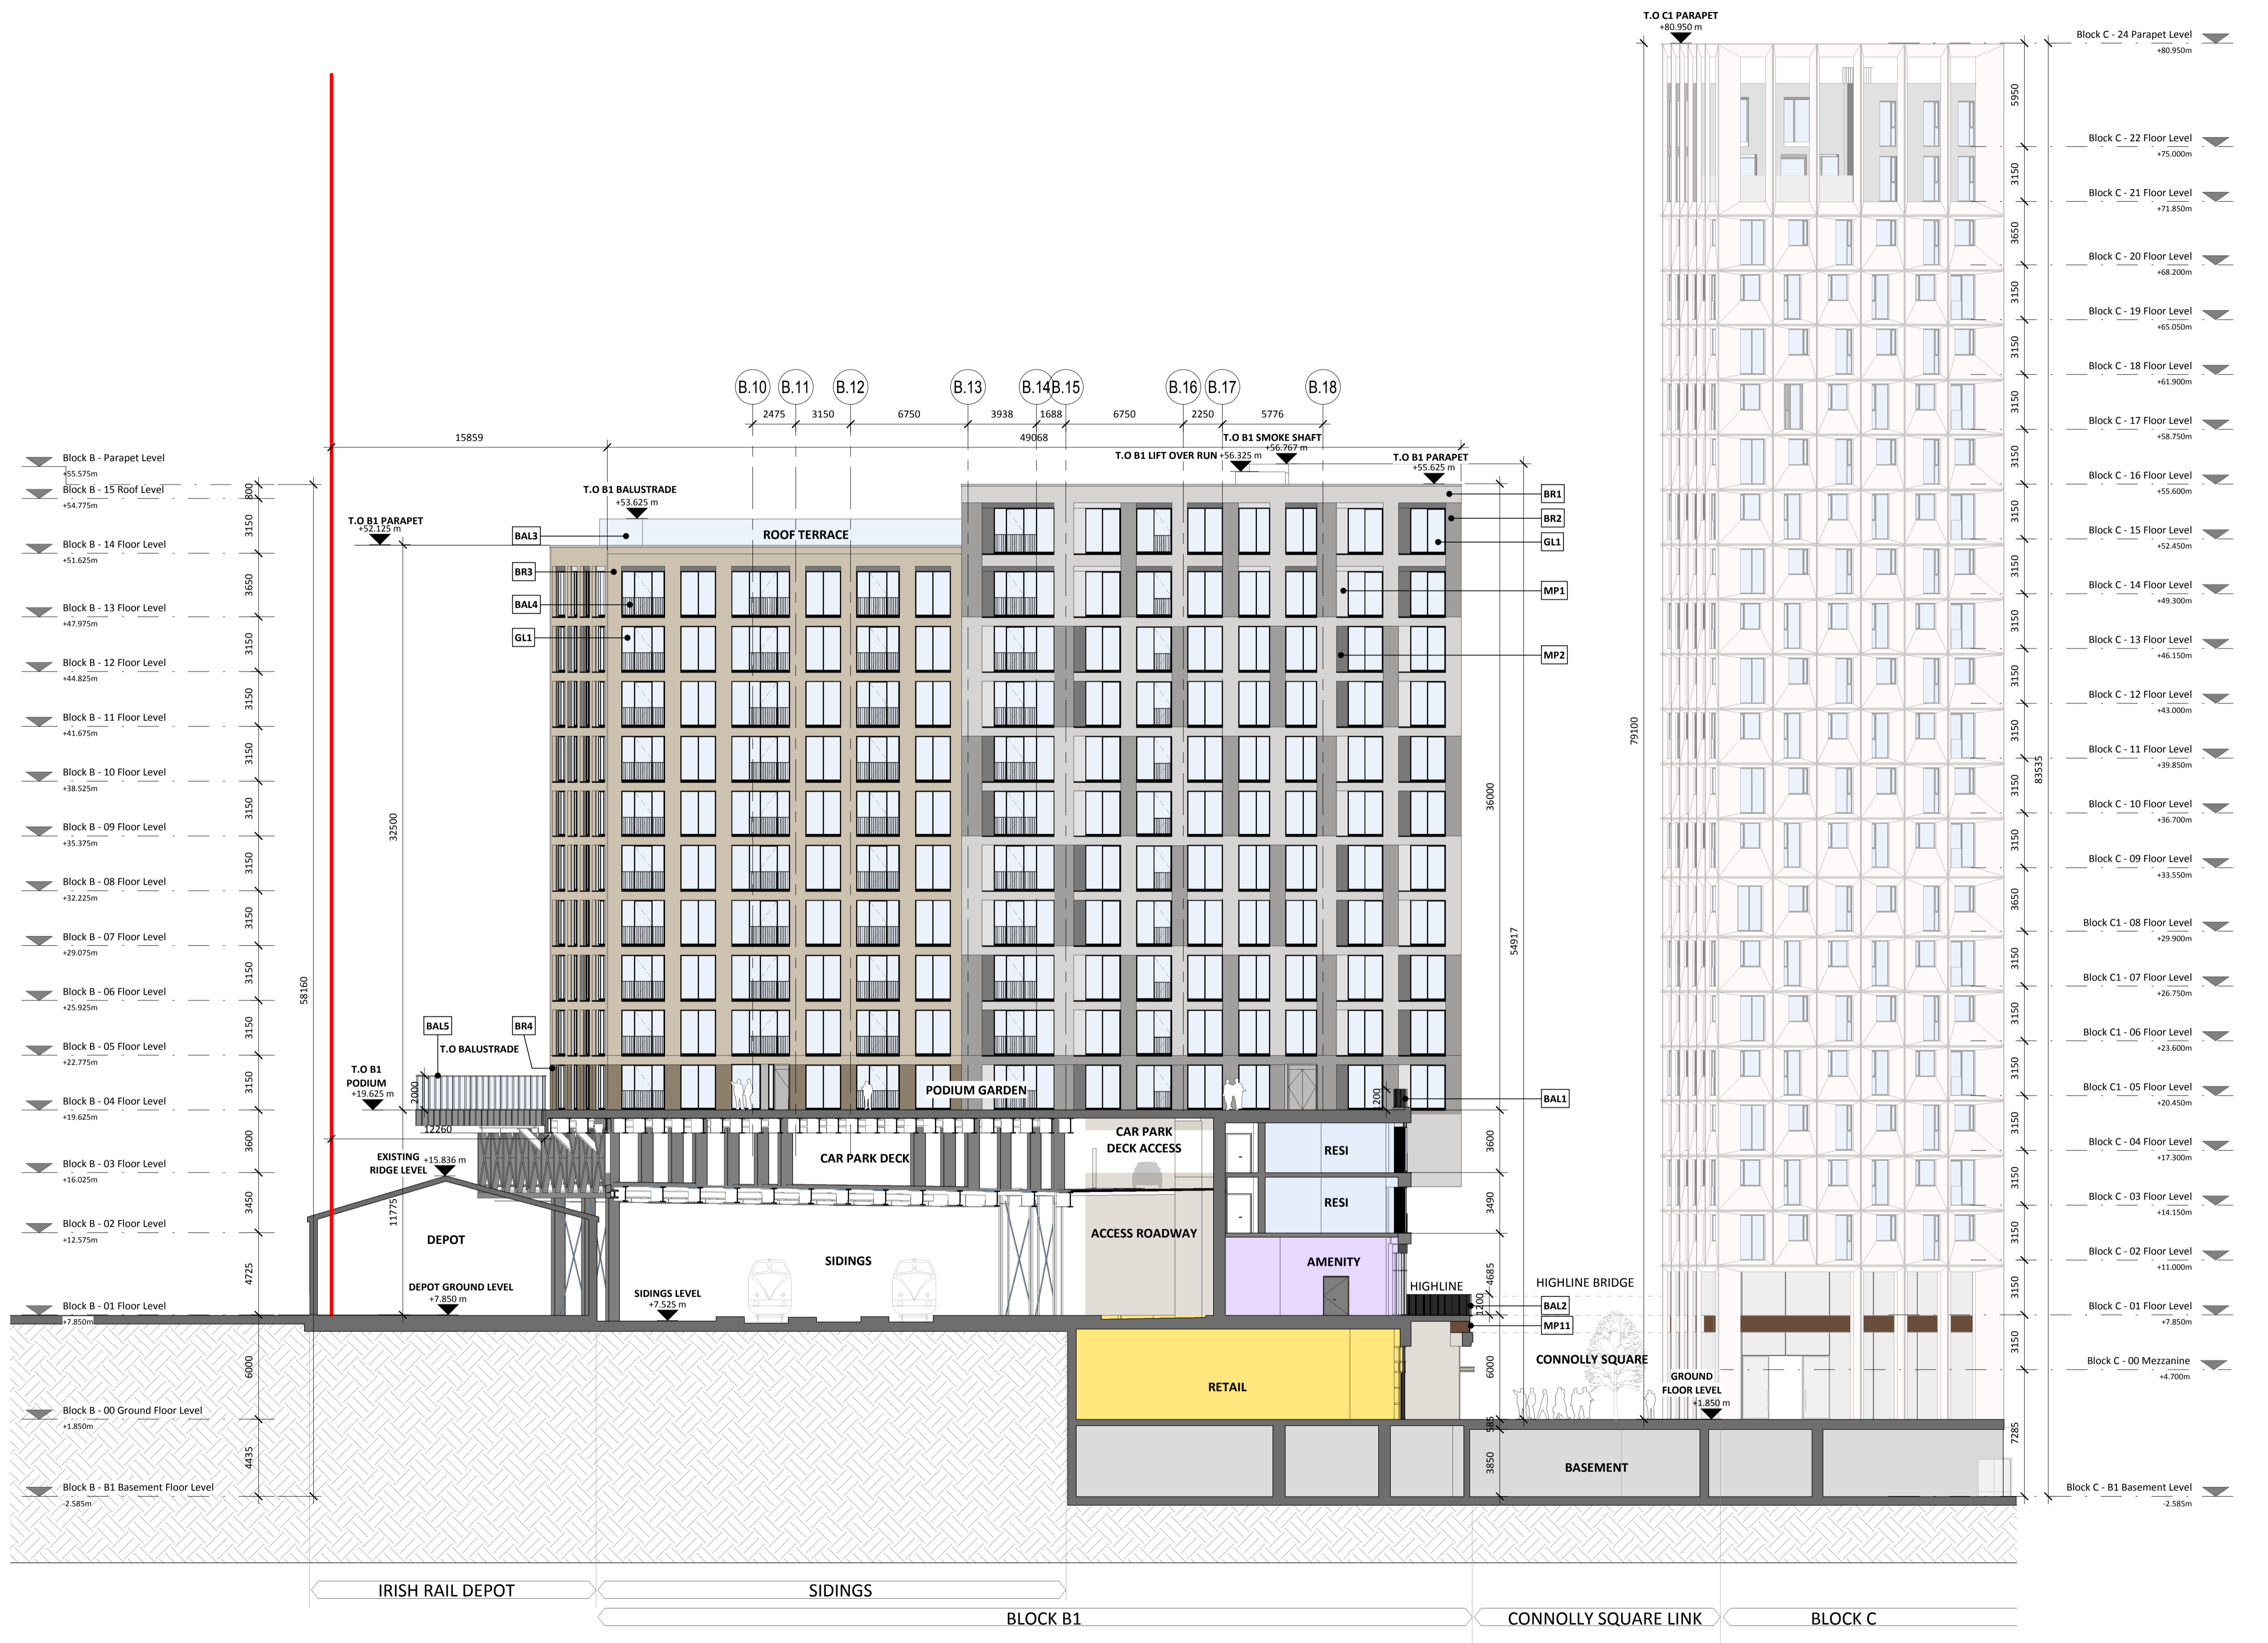 T.O C1 PARAPET
+80.950 m
Block C - 24 Parapet Level
+80.950m
5950
Block C - 22 Floor Level
+75.000m
3150
Block C - 21 Floor Level
+71.850m
3650
Block C - 20 Floor Level
+68.200m
3150
Block C - 19 Floor Level
+65.050m
3150
Block C - 18 Floor Level
+61.900m
3150
Block C - 17 Floor Level
+58.750m
3150
Block C - 16 Floor Level
+55.600m
3150
Block C - 15 Floor Level
+52.450m
3150
Block C - 14 Floor Level
+49.300m
3150
Block C - 13 Floor Level
+46.150m
3150
Block C - 12 Floor Level
+43.000m
3150
Block C - 11 Floor Level
+39.850m
3150
Block C - 10 Floor Level
+36.700m
3150
Block C - 09 Floor Level
+33.550m
3650
Block C1 - 08 Floor Level
+29.900m
3150
Block C1 - 07 Floor Level
+26.750m
3150
Block C1 - 06 Floor Level
+23.600m
3150
Block C1 - 05 Floor Level
+20.450m
3150
Block C - 04 Floor Level
+17.300m
3150
Block C - 03 Floor Level
+14.150m
3150
Block C - 02 Floor Level
+11.000m
3150
Block C - 01 Floor Level
+7.850m
3150
Block C - 00 Mezzanine
+4.700m
7285
Block C - B1 Basement Level
-2.585m
83535
79100
B.10 B.11 B.12 B.13 B.14 B.15 B.16 B.17 B.18
2475 3150 6750 3938 1688 6750 2250 5776
15859 49068
T.O B1 SMOKE SHAFT
+56.767 m
T.O B1 LIFT OVER RUN +56.325 m
T.O B1 PARAPET
+55.625 m
T.O B1 BALUSTRADE
+53.625 m
T.O B1 PARAPET
+52.125 m
ROOF TERRACE
BAL3
BR3
BAL4
GL1
BR1
BR2
GL1
MP1
MP2
Block B - Parapet Level
+55.575m
800
Block B - 15 Roof Level
+54.775m
3150
Block B - 14 Floor Level
+51.625m
3650
Block B - 13 Floor Level
+47.975m
3150
Block B - 12 Floor Level
+44.825m
3150
Block B - 11 Floor Level
+41.675m
3150
Block B - 10 Floor Level
+38.525m
3150
Block B - 09 Floor Level
+35.375m
3150
Block B - 08 Floor Level
+32.225m
3150
Block B - 07 Floor Level
+29.075m
3150
Block B - 06 Floor Level
+25.925m
3150
Block B - 05 Floor Level
+22.775m
3150
Block B - 04 Floor Level
+19.625m
3600
Block B - 03 Floor Level
+16.025m
3450
Block B - 02 Floor Level
+12.575m
4725
Block B - 01 Floor Level
+7.850m
6000
Block B - 00 Ground Floor Level
+1.850m
4435
Block B - B1 Basement Floor Level
-2.585m
58160
32500
36000
54917
BAL5
BR4
T.O BALUSTRADE
T.O B1
PODIUM
+19.625 m
2000
12260
EXISTING
RIDGE LEVEL
+15.836 m
11775
PODIUM GARDEN
1200
BAL1
CAR PARK DECK
CAR PARK
DECK ACCESS
RESI
3600
RESI
3490
ACCESS ROADWAY
DEPOT
SIDINGS
AMENITY
4685
DEPOT GROUND LEVEL
+7.850 m
SIDINGS LEVEL
+7.525 m
HIGHLINE
HIGHLINE BRIDGE
1200
BAL2
MP11
RETAIL
6000
CONNOLLY SQUARE
GROUND
FLOOR LEVEL
+1.850 m
585
3850
BASEMENT
IRISH RAIL DEPOT
SIDINGS
BLOCK B1
CONNOLLY SQUARE LINK
BLOCK C